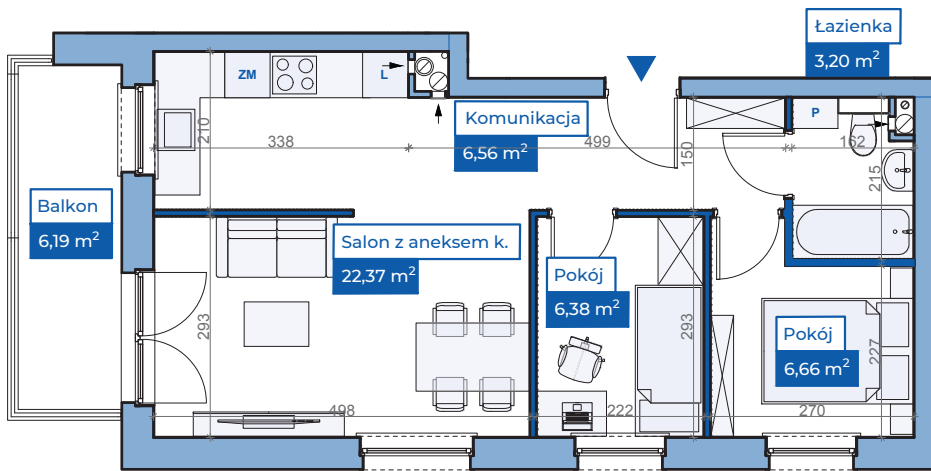 Łazienka
3,20 m²
ZM
L
P
Komunikacja
6,56 m²
210
338
499
150
162
215
Balkon
6,19 m²
Salon z aneksem k.
22,37 m²
Pokój
6,38 m²
Pokój
6,66 m²
293
293
227
498
222
270